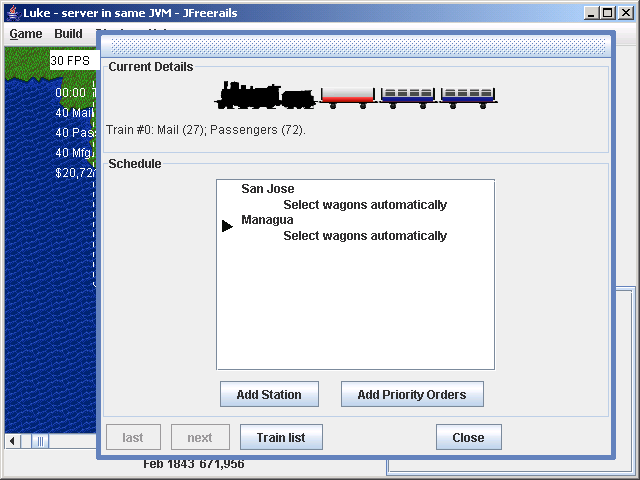 Luke - server in same JVM - JFreerails
Game Build
30 FPS
00:00
40 Mail
40 Pas
40 Mfg
$20,72
Current Details
Train #0: Mail (27); Passengers (72).
Schedule
San Jose
Select wagons automatically
Managua
Select wagons automatically
Add Station Add Priority Orders
last next Train list Close
Feb 1843 671,956